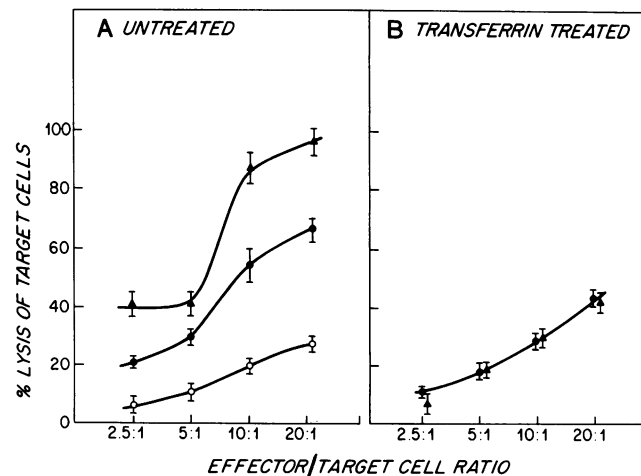 A UNTREATED
B TRANSFERRIN TREATED
% LYSIS OF TARGET CELLS
100
80
60
40
20
0
2.5:1 5:1 10:1 20:1
2.5:1 5:1 10:1 20:1
EFFECTOR/TARGET CELL RATIO